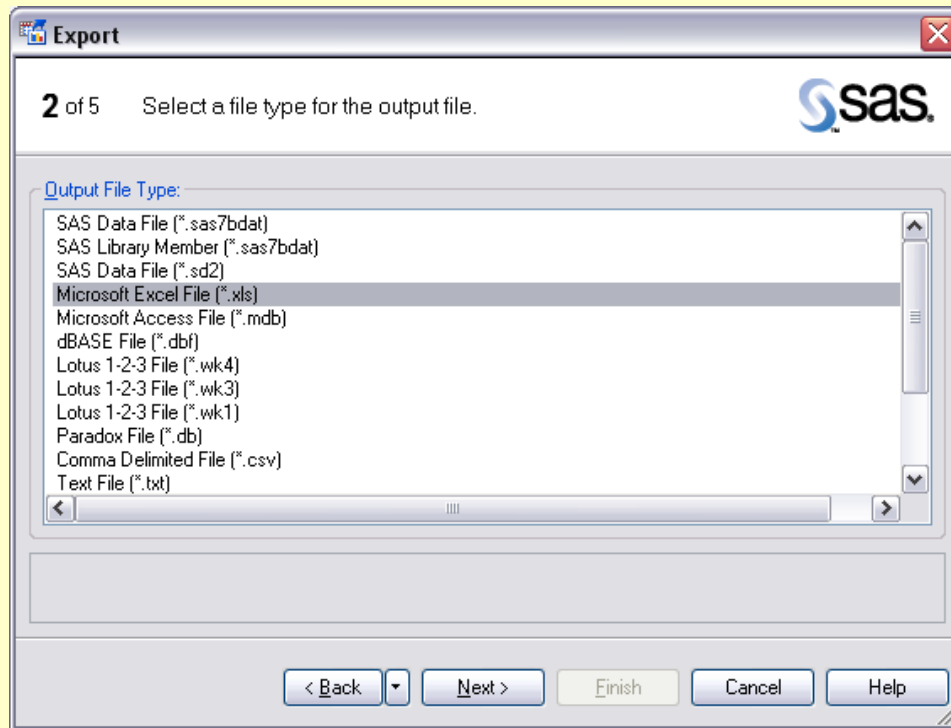 Export
2 of 5 Select a file type for the output file.
sas.
TM
Output File Type:
SAS Data File (*.sas7bdat)
SAS Library Member (*.sas7bdat)
SAS Data File (*.sd2)
Microsoft Excel File (*.xls)
Microsoft Access File (*.mdb)
dBASE File (*.dbf)
Lotus 1-2-3 File (*.wk4)
Lotus 1-2-3 File (*.wk3)
Lotus 1-2-3 File (*.wk1)
Paradox File (*.db)
Comma Delimited File (*.csv)
Text File (*.txt)
< Back Next > Finish Cancel Help